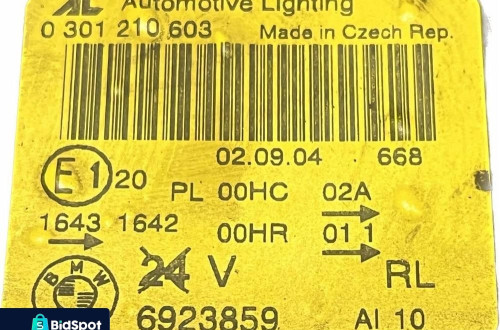 AL Automotive Lighting
0 301 210 603 Made in Czech Rep.
02.09.04 668
E1 20 PL 00HC 02A
1643 1642 00HR 01.1
BMW 24 V RL
6923859 AI 10
BidSpot